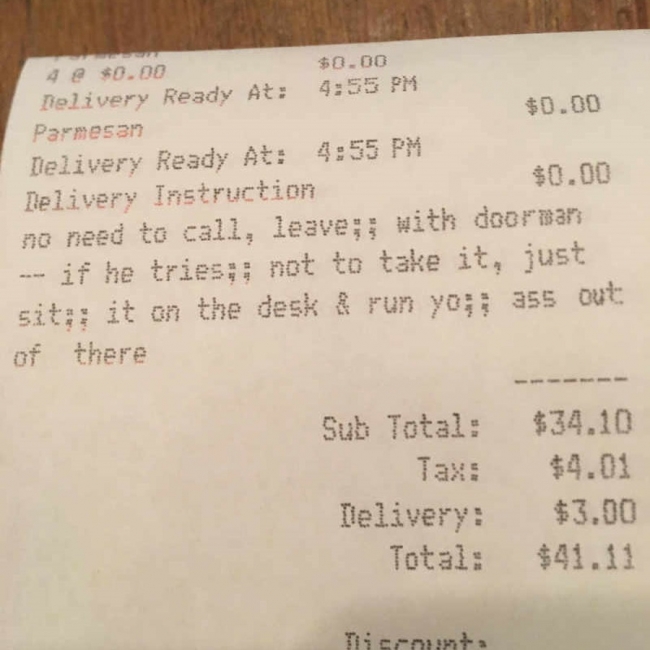 Parmesan
4 @ $0.00 $0.00
Delivery Ready At: 4:55 PM
$0.00
Parmesan
Delivery Ready At: 4:55 PM
$0.00
Delivery Instruction
no need to call, leave;; with doorman
-- if he tries;; not to take it, just
sit;; it on the desk & run yo;; ass out
of there
-------
Sub Total: $34.10
Tax: $4.01
Delivery: $3.00
Total: $41.11
Discount: